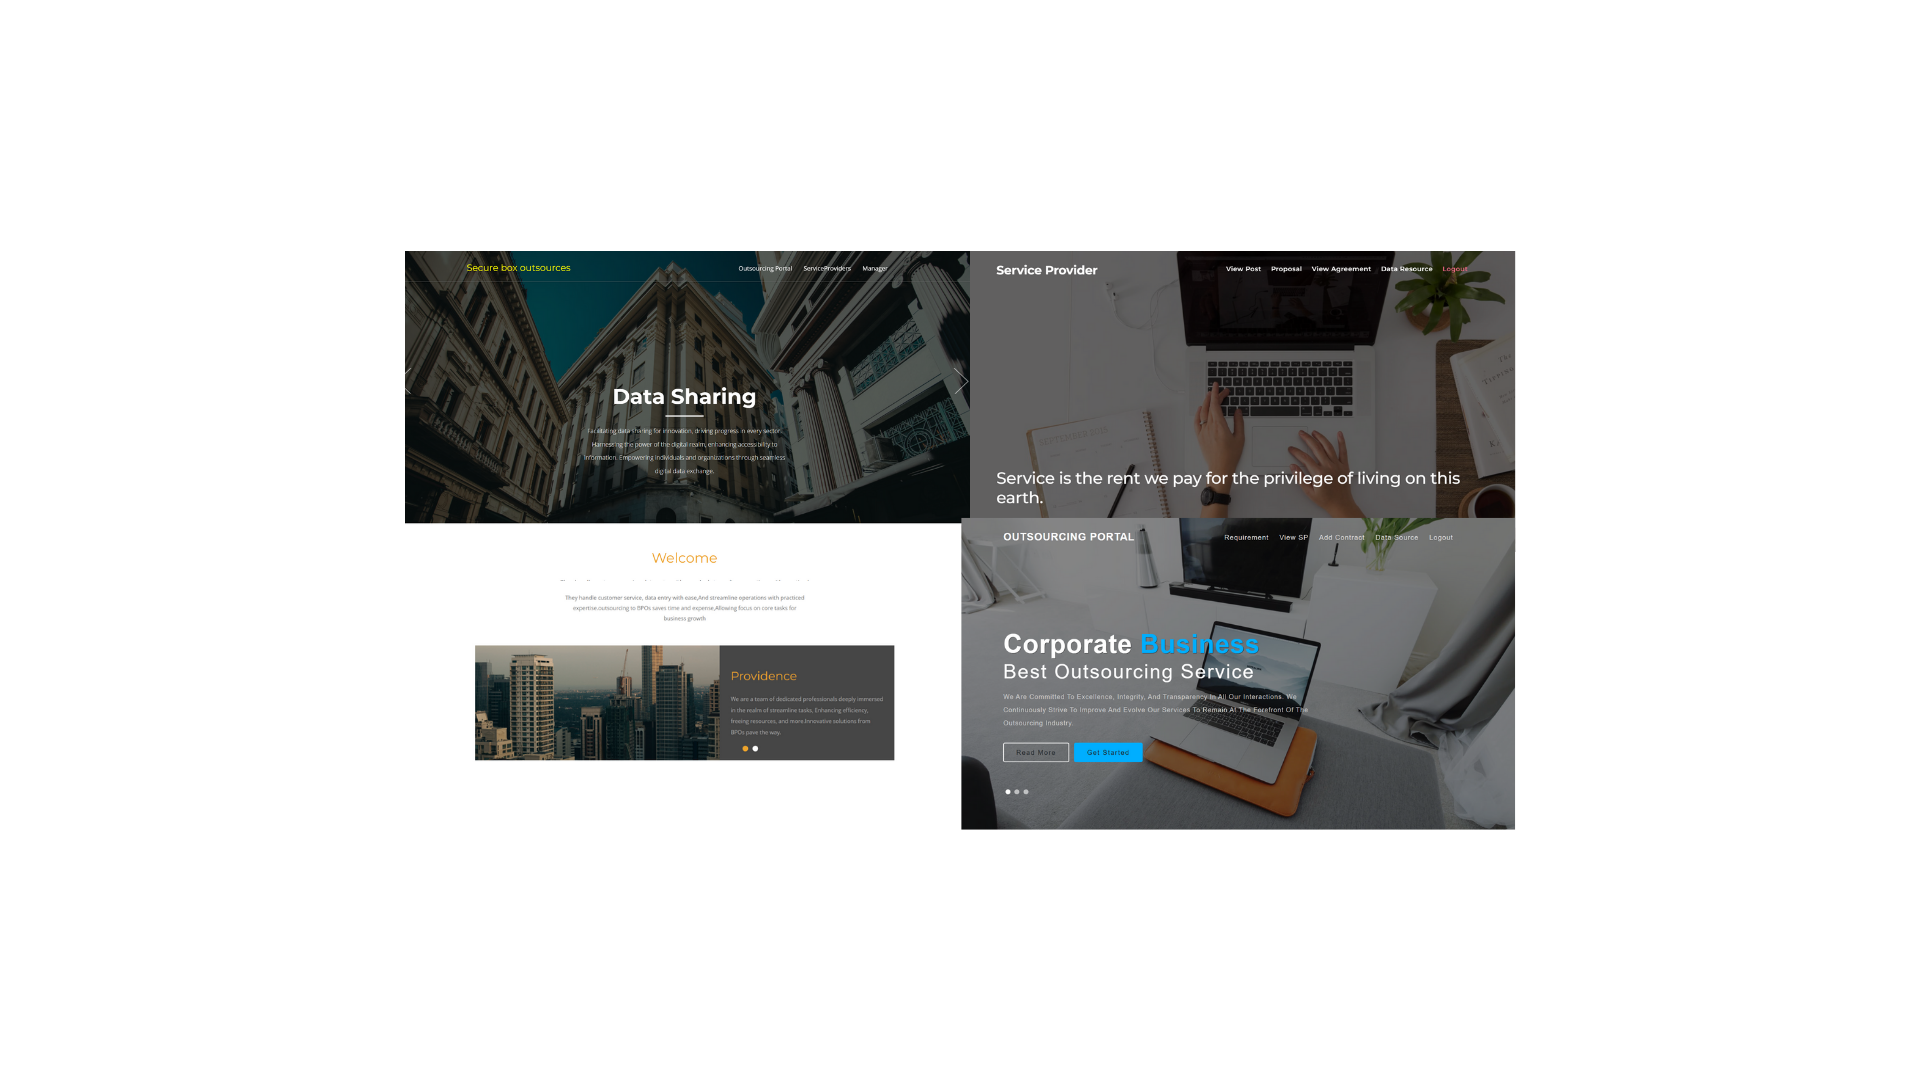 Secure box outsources
Outsourcing Portal ServiceProviders Manager
Data Sharing
Facilitating data sharing for innovation, driving progress in every sector.
Harnessing the power of the digital realm, enhancing accessibility to
information. Empowering individuals and organizations through seamless
digital data exchange.
Welcome
They handle customer service, data entry with ease,And streamline operations with practiced
expertise.outsourcing to BPOs saves time and expense,Allowing focus on core tasks for
business growth
Providence
We are a team of dedicated professionals deeply immersed
in the realm of streamline tasks, Enhancing efficiency,
freeing resources, and more.Innovative solutions from
BPOs pave the way.
Service Provider
View Post Proposal View Agreement Data Resource Logout
Service is the rent we pay for the privilege of living on this
earth.
OUTSOURCING PORTAL
Requirement View SP Add Contract Data Source Logout
Corporate Business
Best Outsourcing Service
We Are Committed To Excellence, Integrity, And Transparency In All Our Interactions. We
Continuously Strive To Improve And Evolve Our Services To Remain At The Forefront Of The
Outsourcing Industry.
Read More Get Started